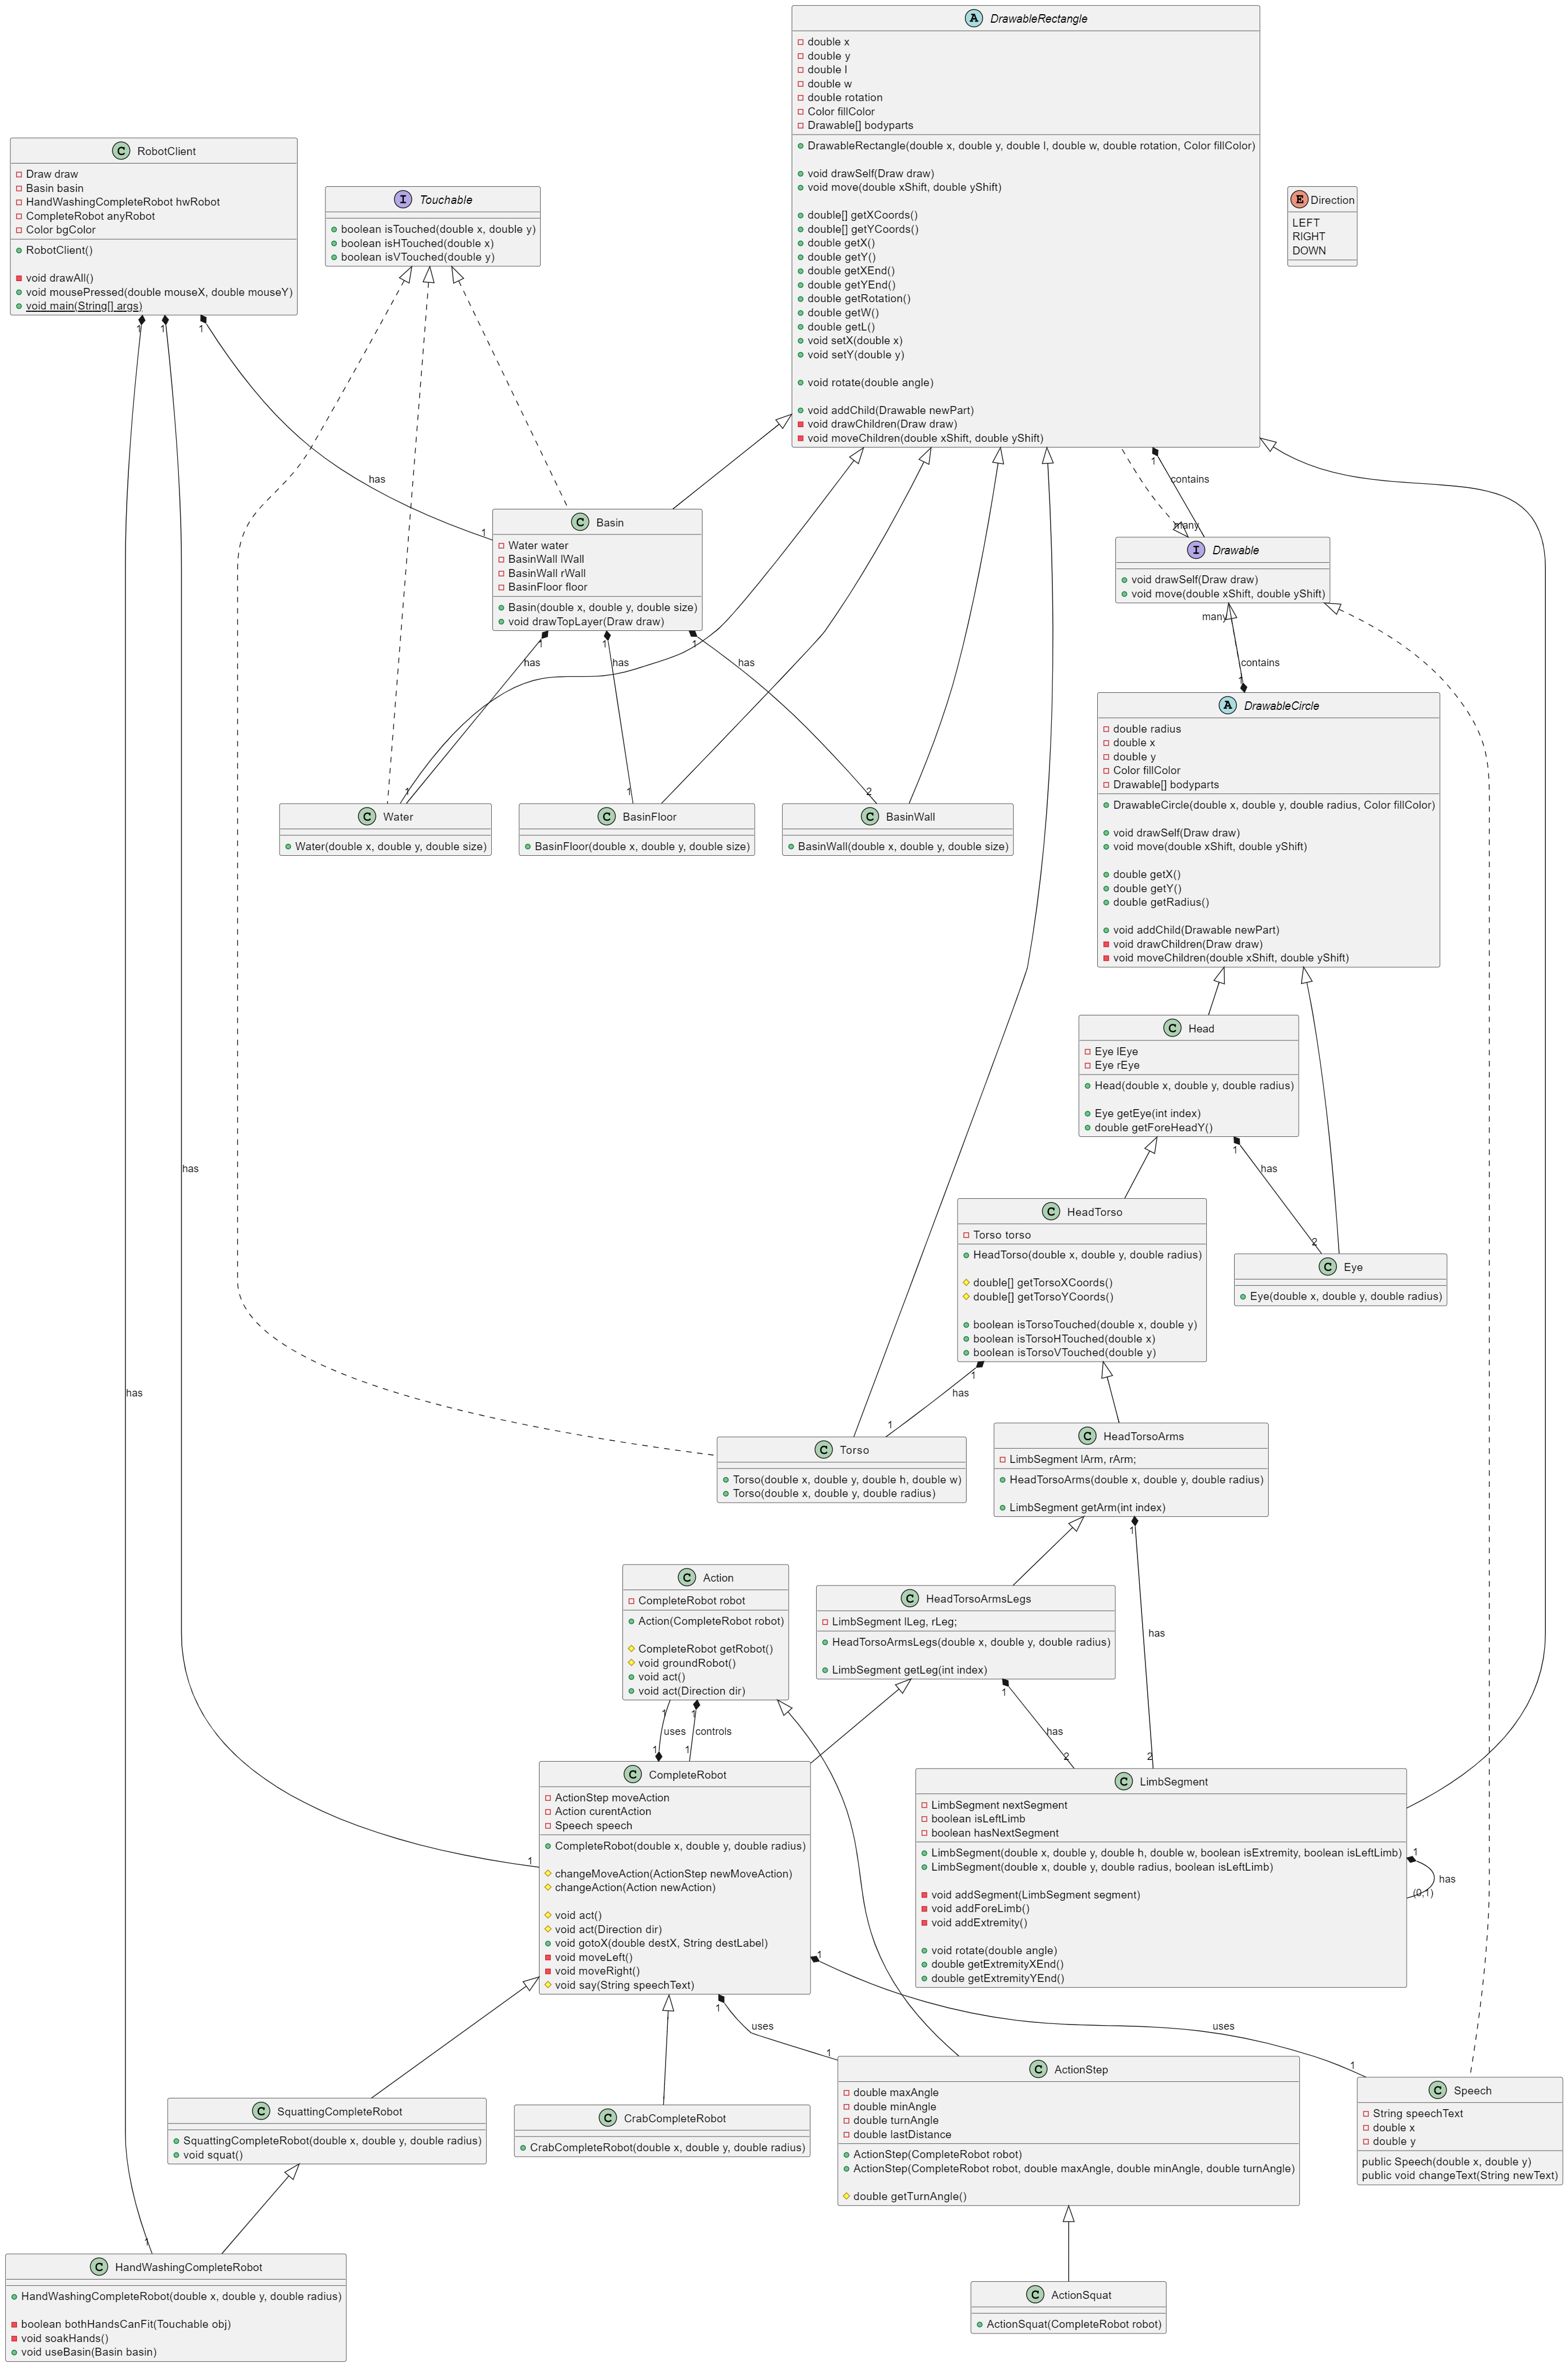 A DrawableRectangle
double x
double y
double l
double w
double rotation
Color fillColor
Drawable[] bodyparts
DrawableRectangle(double x, double y, double l, double w, double rotation, Color fillColor)
void drawSelf(Draw draw)
void move(double xShift, double yShift)
double[] getXCoords()
double[] getYCoords()
double getX()
double getY()
double getXEnd()
double getYEnd()
double getRotation()
double getW()
double getL()
void setX(double x)
void setY(double y)
void rotate(double angle)
void addChild(Drawable newPart)
void drawChildren(Draw draw)
void moveChildren(double xShift, double yShift)
C RobotClient
Draw draw
Basin basin
HandWashingCompleteRobot hwRobot
CompleteRobot anyRobot
Color bgColor
RobotClient()
void drawAll()
void mousePressed(double mouseX, double mouseY)
void main(String[] args)
I Touchable
boolean isTouched(double x, double y)
boolean isHTouched(double x)
boolean isVTouched(double y)
E Direction
LEFT
RIGHT
DOWN
1
1
1
has
1
1
contains
many
C Basin
Water water
BasinWall lWall
BasinWall rWall
BasinFloor floor
Basin(double x, double y, double size)
void drawTopLayer(Draw draw)
I Drawable
void drawSelf(Draw draw)
void move(double xShift, double yShift)
1
has
1
1
has
1
1
has
2
many
contains
1
C Water
Water(double x, double y, double size)
C BasinFloor
BasinFloor(double x, double y, double size)
C BasinWall
BasinWall(double x, double y, double size)
A DrawableCircle
double radius
double x
double y
Color fillColor
Drawable[] bodyparts
DrawableCircle(double x, double y, double radius, Color fillColor)
void drawSelf(Draw draw)
void move(double xShift, double yShift)
double getX()
double getY()
double getRadius()
void addChild(Drawable newPart)
void drawChildren(Draw draw)
void moveChildren(double xShift, double yShift)
C Head
Eye lEye
Eye rEye
Head(double x, double y, double radius)
Eye getEye(int index)
double getForeHeadY()
1
has
2
has
C HeadTorso
Torso torso
HeadTorso(double x, double y, double radius)
double[] getTorsoXCoords()
double[] getTorsoYCoords()
boolean isTorsoTouched(double x, double y)
boolean isTorsoHTouched(double x)
boolean isTorsoVTouched(double y)
C Eye
Eye(double x, double y, double radius)
1
has
1
has
C Torso
Torso(double x, double y, double h, double w)
Torso(double x, double y, double radius)
C HeadTorsoArms
LimbSegment lArm, rArm;
HeadTorsoArms(double x, double y, double radius)
LimbSegment getArm(int index)
1
has
2
C Action
CompleteRobot robot
Action(CompleteRobot robot)
CompleteRobot getRobot()
void groundRobot()
void act()
void act(Direction dir)
C HeadTorsoArmsLegs
LimbSegment lLeg, rLeg;
HeadTorsoArmsLegs(double x, double y, double radius)
LimbSegment getLeg(int index)
1
uses
1
1
controls
1
1
has
2
C CompleteRobot
ActionStep moveAction
Action curentAction
Speech speech
CompleteRobot(double x, double y, double radius)
changeMoveAction(ActionStep newMoveAction)
changeAction(Action newAction)
void act()
void act(Direction dir)
void gotoX(double destX, String destLabel)
void moveLeft()
void moveRight()
void say(String speechText)
1
C LimbSegment
LimbSegment nextSegment
boolean isLeftLimb
boolean hasNextSegment
LimbSegment(double x, double y, double h, double w, boolean isExtremity, boolean isLeftLimb)
LimbSegment(double x, double y, double radius, boolean isLeftLimb)
void addSegment(LimbSegment segment)
void addForeLimb()
void addExtremity()
void rotate(double angle)
double getExtremityXEnd()
double getExtremityYEnd()
1
has
(0,1)
1
uses
1
1
uses
1
C SquattingCompleteRobot
SquattingCompleteRobot(double x, double y, double radius)
void squat()
C CrabCompleteRobot
CrabCompleteRobot(double x, double y, double radius)
C ActionStep
double maxAngle
double minAngle
double turnAngle
double lastDistance
ActionStep(CompleteRobot robot)
ActionStep(CompleteRobot robot, double maxAngle, double minAngle, double turnAngle)
double getTurnAngle()
C Speech
String speechText
double x
double y
public Speech(double x, double y)
public void changeText(String newText)
1
C HandWashingCompleteRobot
HandWashingCompleteRobot(double x, double y, double radius)
boolean bothHandsCanFit(Touchable obj)
void soakHands()
void useBasin(Basin basin)
C ActionSquat
ActionSquat(CompleteRobot robot)